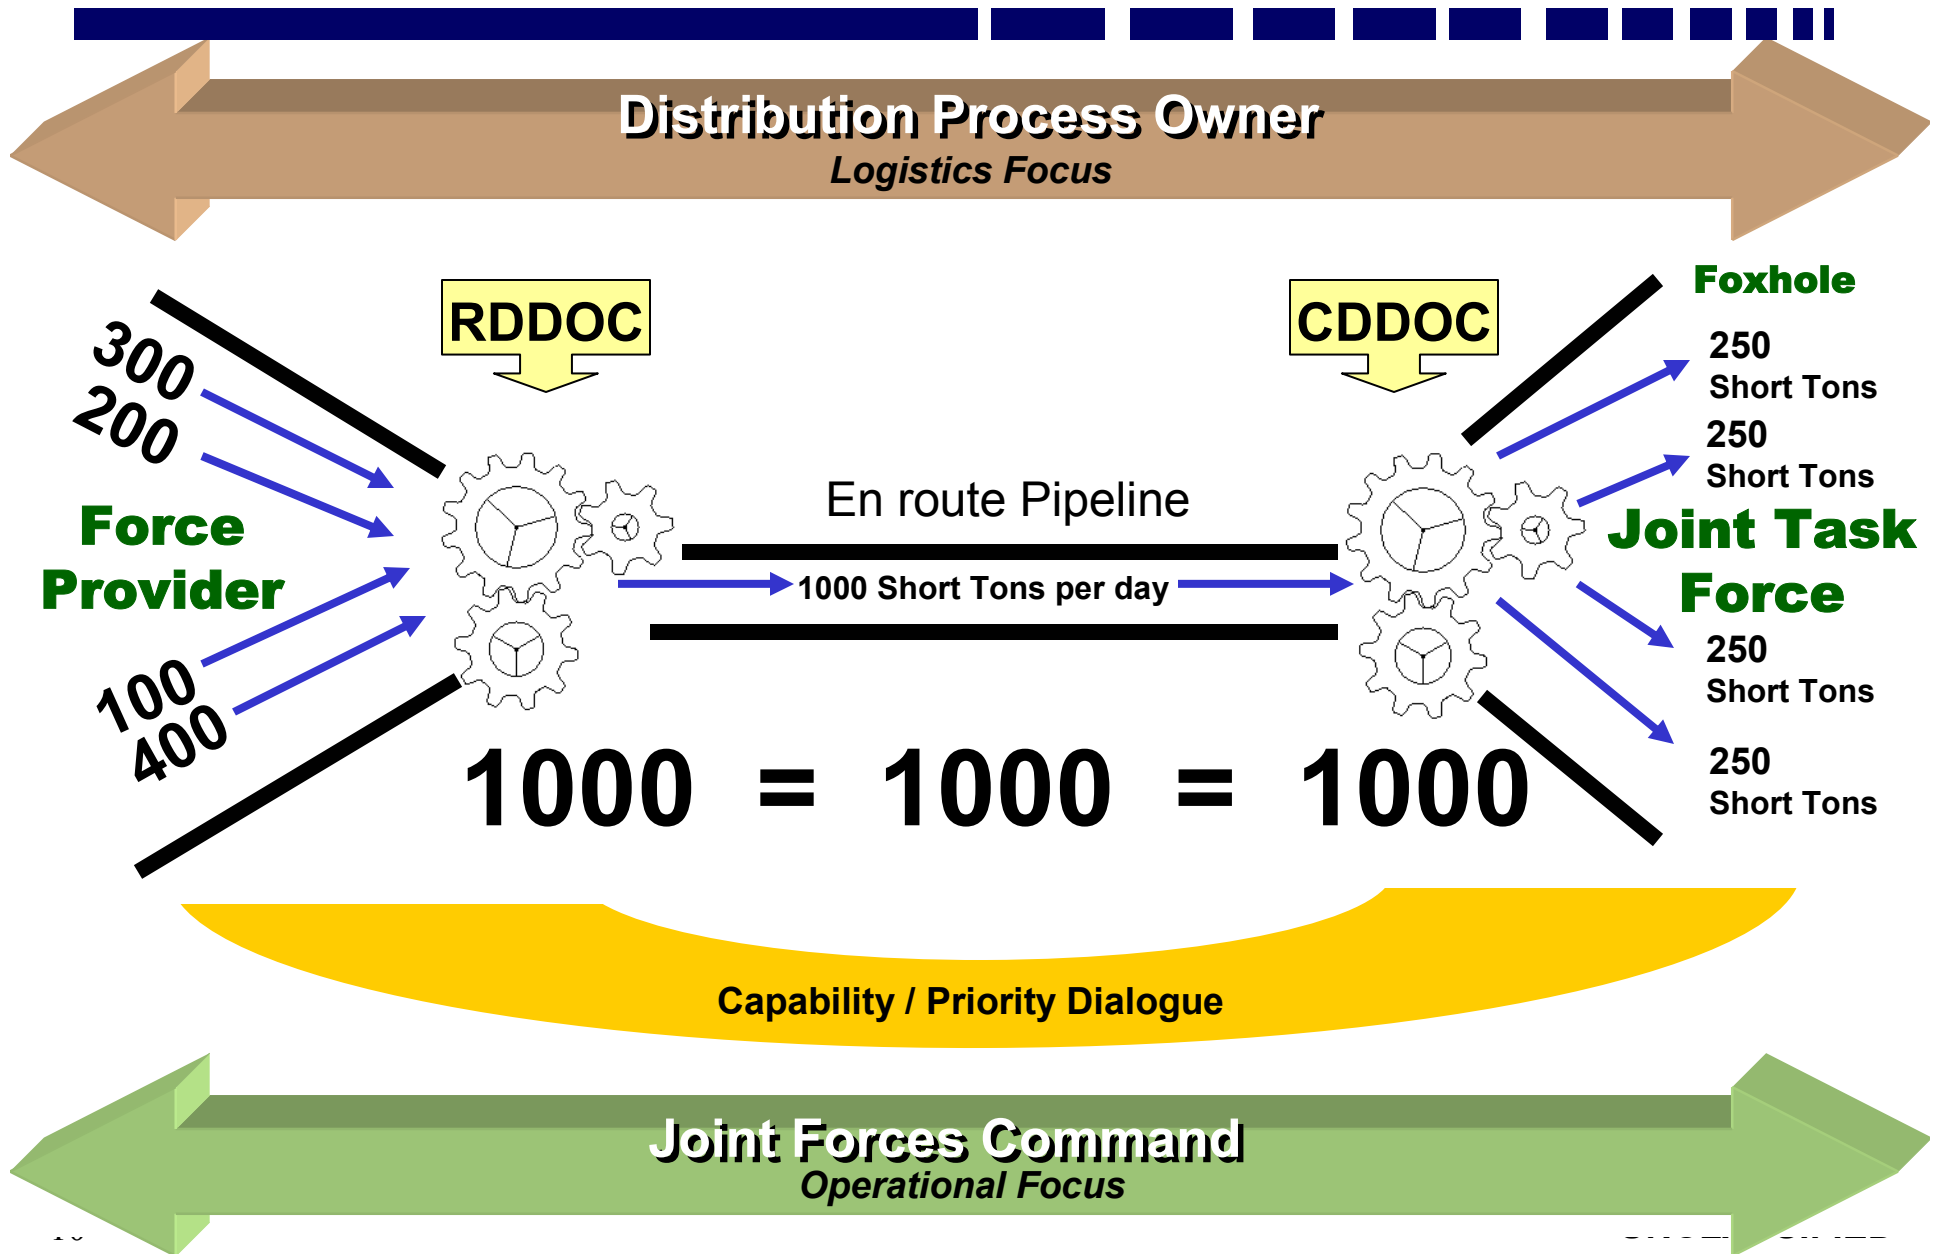 Distribution Process Owner
Logistics Focus
RDDOC
CDDOC
Foxhole
300
200
250
Short Tons
250
Short Tons
En route Pipeline
Force
Provider
Joint Task
Force
1000 Short Tons per day
100
400
250
Short Tons
250
Short Tons
1000 = 1000 = 1000
Capability / Priority Dialogue
Joint Forces Command
Operational Focus